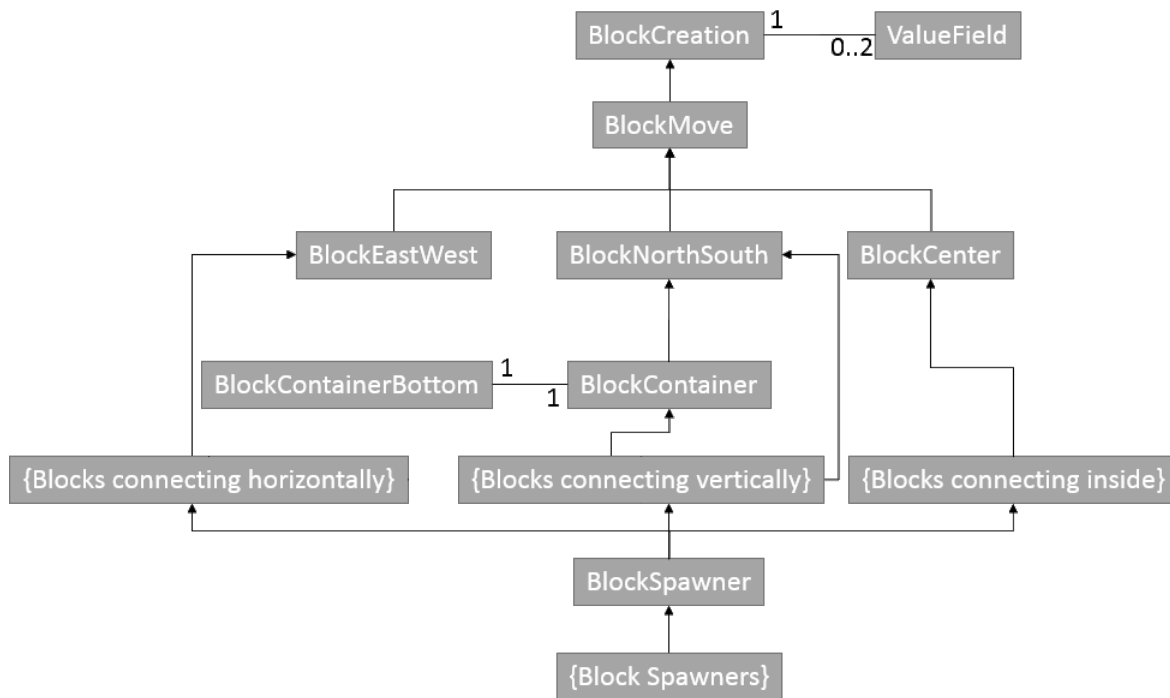 BlockCreation
1
0..2
ValueField
BlockMove
BlockEastWest
BlockNorthSouth
BlockCenter
BlockContainerBottom
1
1
BlockContainer
{Blocks connecting horizontally}
{Blocks connecting vertically}
{Blocks connecting inside}
BlockSpawner
{Block Spawners}